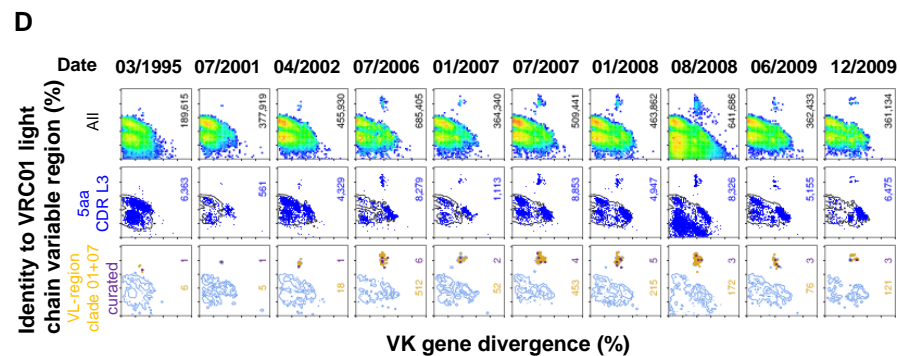 D
Date 03/1995 07/2001 04/2002 07/2006 01/2007 07/2007 01/2008 08/2008 06/2009 12/2009
Identity to VRC01 light
chain variable region (%)
All
189,615 377,919 455,930 685,405 364,340 509,441 463,862 641,686 362,433 361,134
5aa
CDR L3
6,363 561 4,329 8,279 1,113 8,853 4,947 8,326 5,155 6,475
VL-region
clade 01+07
curated
1 1 1 6 2 4 5 3 3 3
6 5 18 512 52 453 215 172 76 121
VK gene divergence (%)